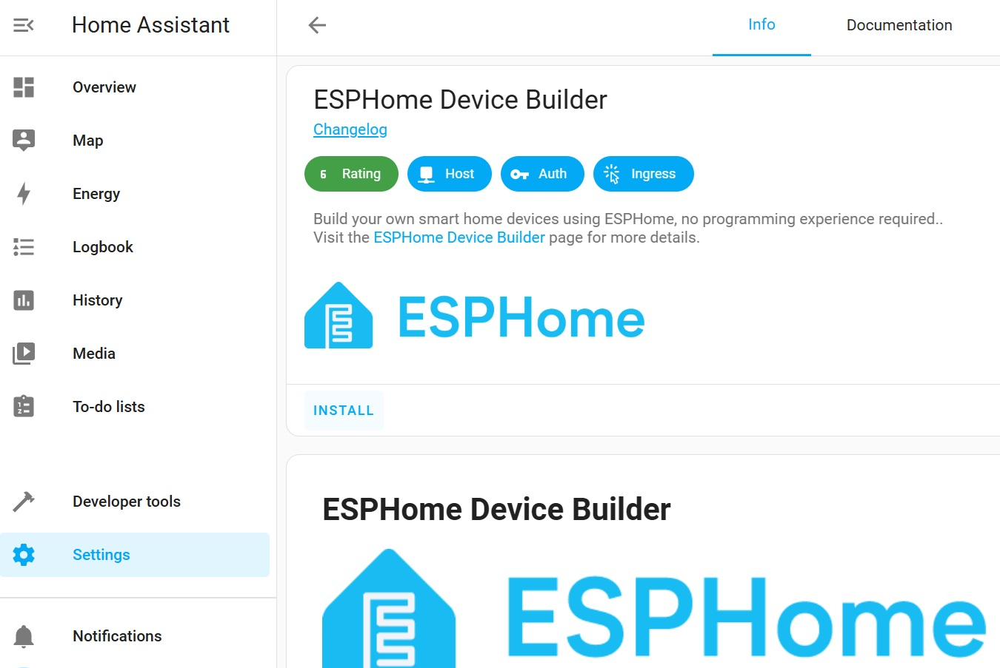 Home Assistant
Overview
Map
Energy
Logbook
History
Media
To-do lists
Developer tools
Settings
Notifications
Info
Documentation
ESPHome Device Builder
Changelog
6 Rating
Host
Auth
Ingress
Build your own smart home devices using ESPHome, no programming experience required..
Visit the ESPHome Device Builder page for more details.
ESPHome
INSTALL
ESPHome Device Builder
ESPHome